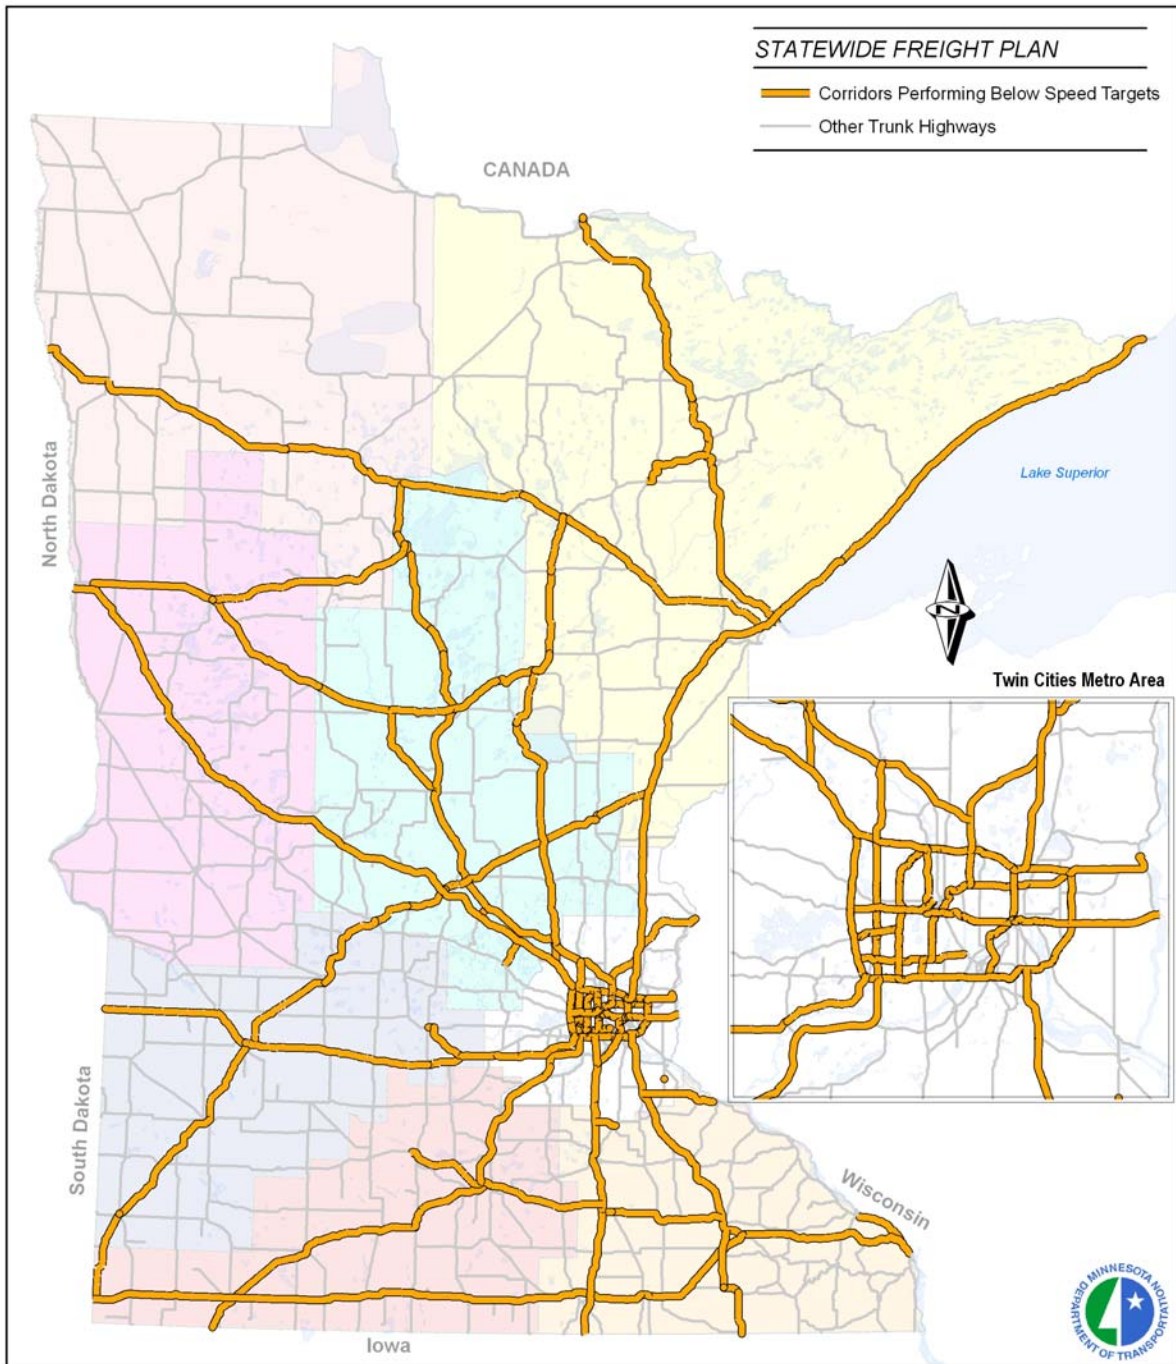 STATEWIDE FREIGHT PLAN
Corridors Performing Below Speed Targets
Other Trunk Highways
CANADA
North Dakota
Lake Superior
N
Twin Cities Metro Area
South Dakota
Wisconsin
Iowa
MINNESOTA
DEPARTMENT OF TRANSPORTATION